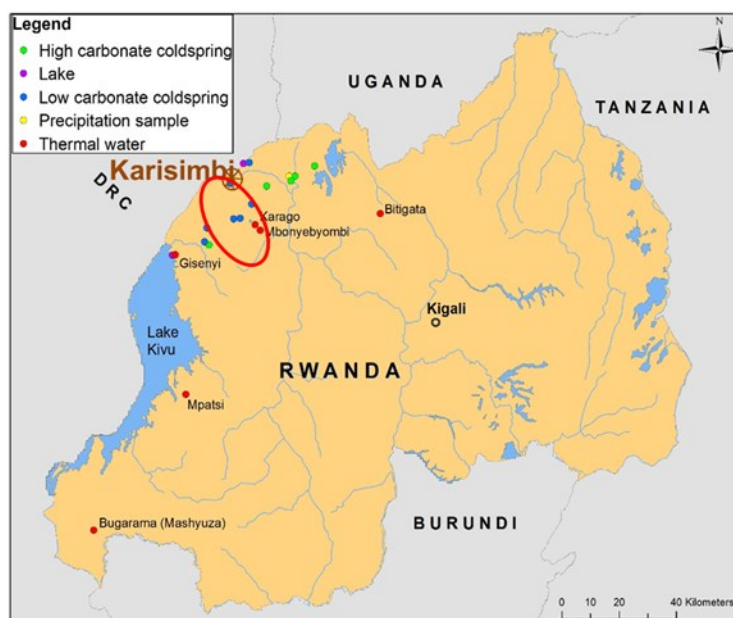 Legend
High carbonate coldspring
Lake
Low carbonate coldspring
Precipitation sample
Thermal water
N
UGANDA
TANZANIA
DRC
Karisimbi
Karago
Mbonyebyombi
Bitigata
Gisenyi
Kigali
Lake
Kivu
RWANDA
Mpatsi
Bugarama (Mashyuza)
BURUNDI
0 10 20 40 Kilometers